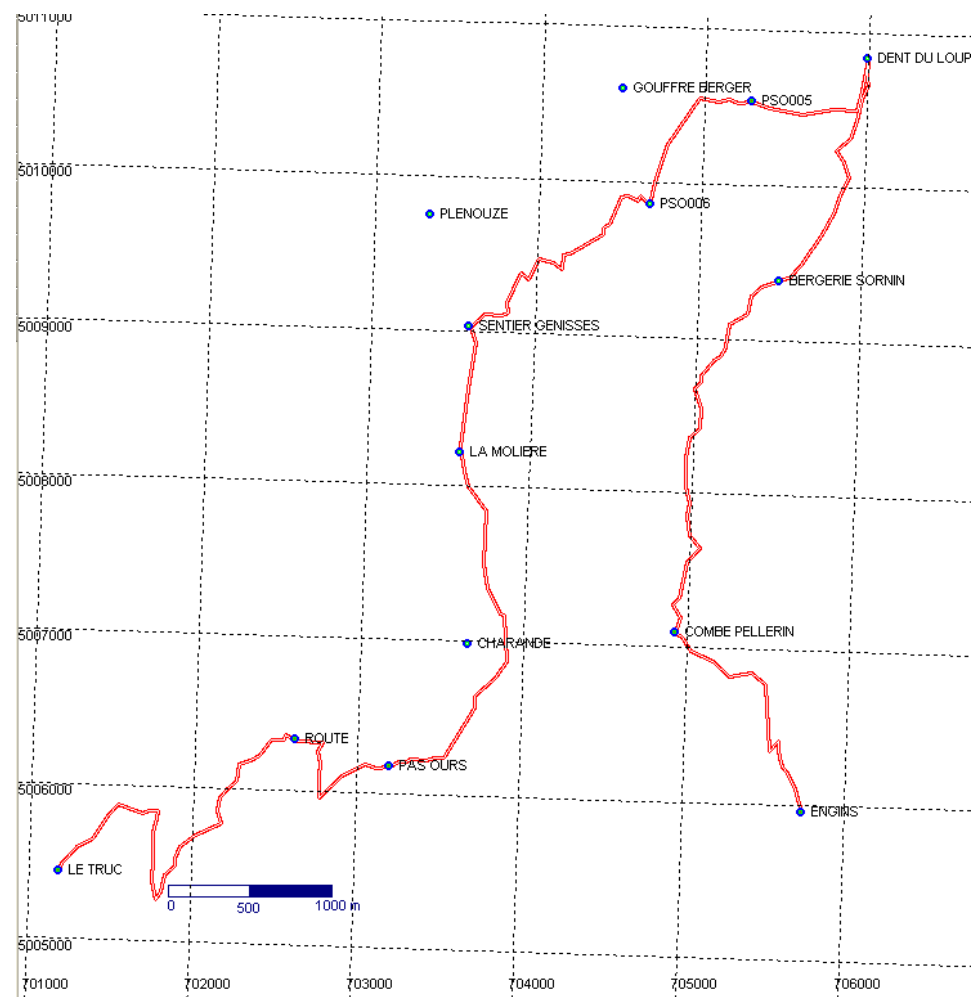 5011000
DENT DU LOUP
GOUFFRE BERGER
PSO005
5010000
PSO006
PLENOUZE
BERGERIE SORNIN
5009000
SENTIER GENISSES
LA MOLIERE
5008000
5007000
COMBE PELLERIN
CHARANDE
ROUTE
PAS OURS
5006000
ENGINS
LE TRUC
0 500 1000 m
5005000
701000 702000 703000 704000 705000 706000